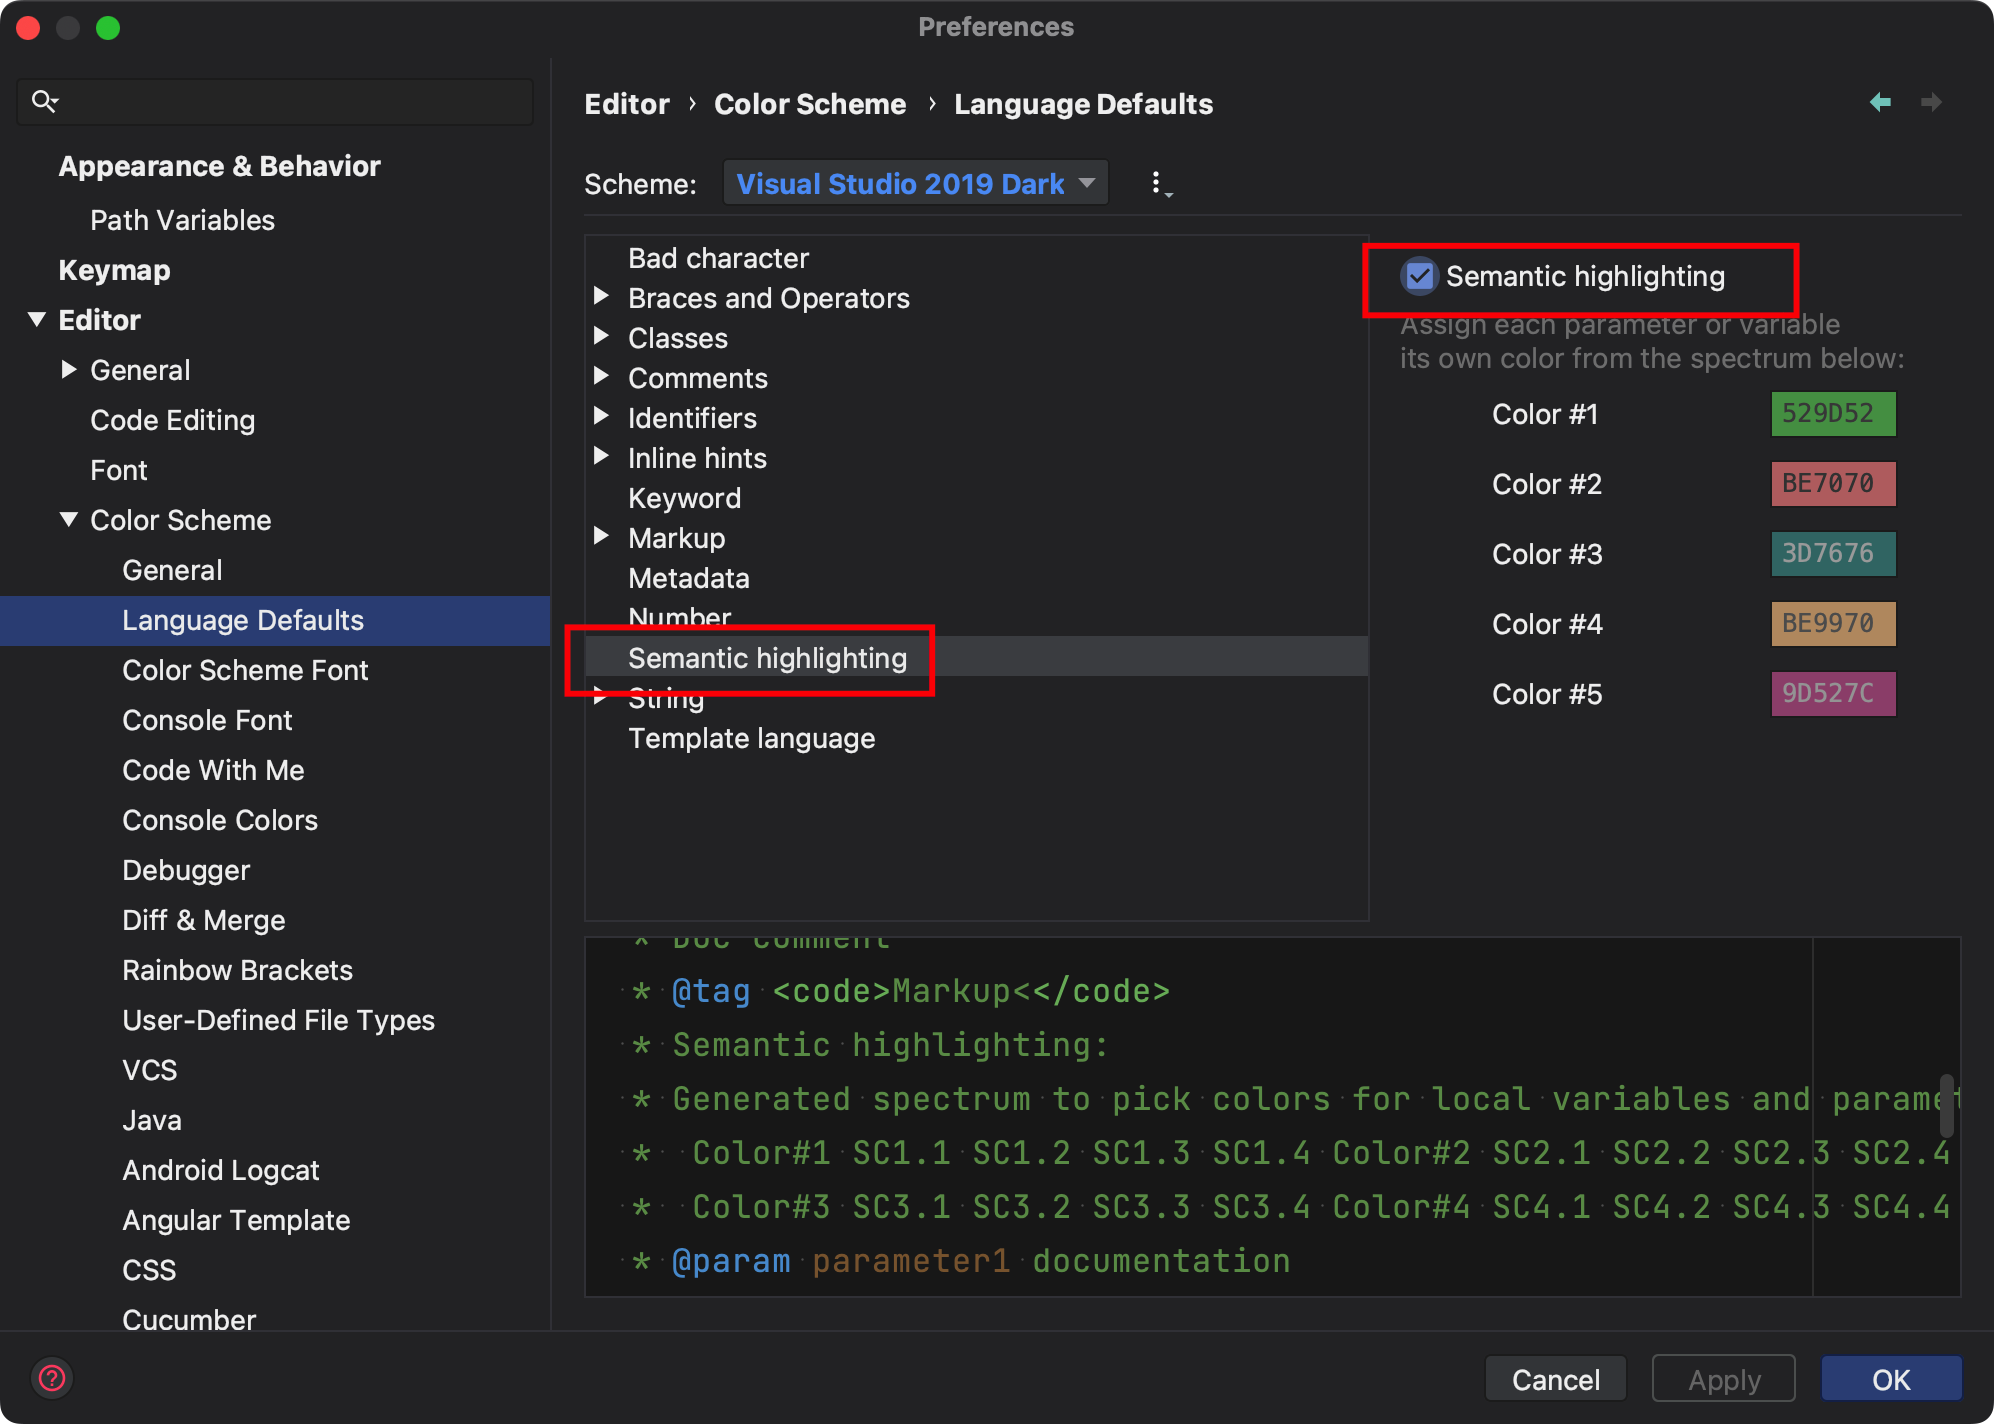 Preferences
Appearance & Behavior
Path Variables
Keymap
Editor
General
Code Editing
Font
Color Scheme
General
Language Defaults
Color Scheme Font
Console Font
Code With Me
Console Colors
Debugger
Diff & Merge
Rainbow Brackets
User-Defined File Types
VCS
Java
Android Logcat
Angular Template
CSS
Cucumber
Editor › Color Scheme › Language Defaults
Scheme: Visual Studio 2019 Dark
Bad character
Braces and Operators
Classes
Comments
Identifiers
Inline hints
Keyword
Markup
Metadata
Number
Semantic highlighting
String
Template language
Semantic highlighting
Assign each parameter or variable
its own color from the spectrum below:
Color #1 529D52
Color #2 BE7070
Color #3 3D7676
Color #4 BE9970
Color #5 9D527C
* Doc comment
* @tag <code>Markup<</code>
* Semantic highlighting:
* Generated spectrum to pick colors for local variables and paramet
* Color#1 SC1.1 SC1.2 SC1.3 SC1.4 Color#2 SC2.1 SC2.2 SC2.3 SC2.4
* Color#3 SC3.1 SC3.2 SC3.3 SC3.4 Color#4 SC4.1 SC4.2 SC4.3 SC4.4
* @param parameter1 documentation
?
Cancel
Apply
OK